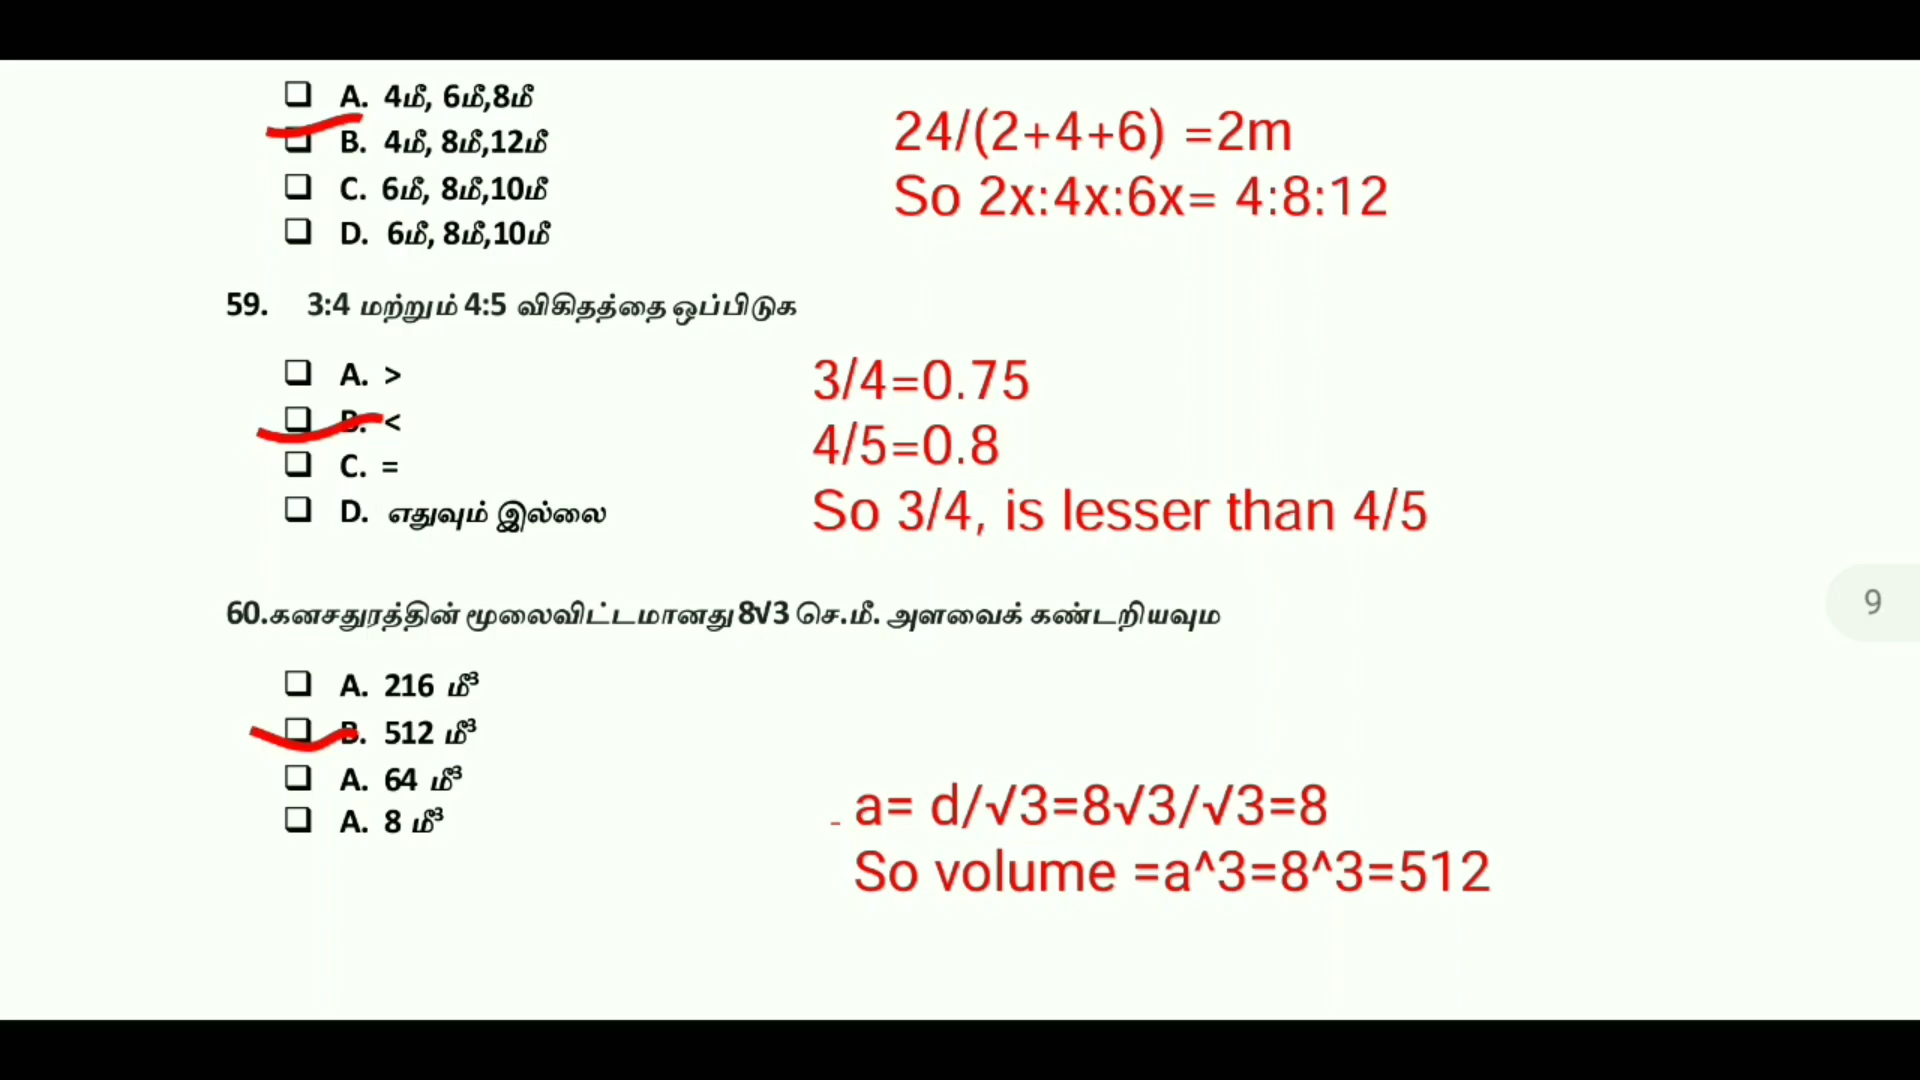 A. 4மீ, 6மீ,8மீ
B. 4மீ, 8மீ,12மீ
C. 6மீ, 8மீ,10மீ
D. 6மீ, 8மீ,10மீ
24/(2+4+6) =2m
So 2x:4x:6x= 4:8:12
59. 3:4 மற்றும் 4:5 விகிதத்தை ஒப்பிடுக
A. >
B. <
C. =
D. எதுவும் இல்லை
3/4=0.75
4/5=0.8
So 3/4, is lesser than 4/5
60.கனசதுரத்தின் மூலைவிட்டமானது 8√3 செ.மீ. அளவைக் கண்டறியவும
A. 216 மீ³
B. 512 மீ³
A. 64 மீ³
A. 8 மீ³
- a= d/√3=8√3/√3=8
So volume =a^3=8^3=512
9